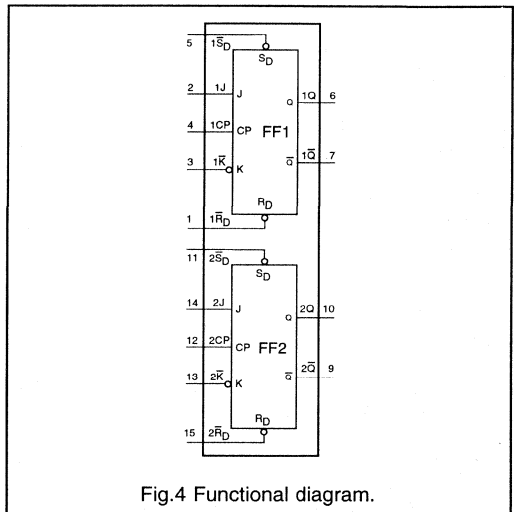 5 1S̅D
SD
2 1J J Q 1Q 6
4 1CP CP FF1
3 1K̅ K Q̅ 1Q̅ 7
RD
1 1R̅D
11 2S̅D
SD
14 2J J Q 2Q 10
12 2CP CP FF2
13 2K̅ K Q̅ 2Q̅ 9
RD
15 2R̅D
Fig.4 Functional diagram.